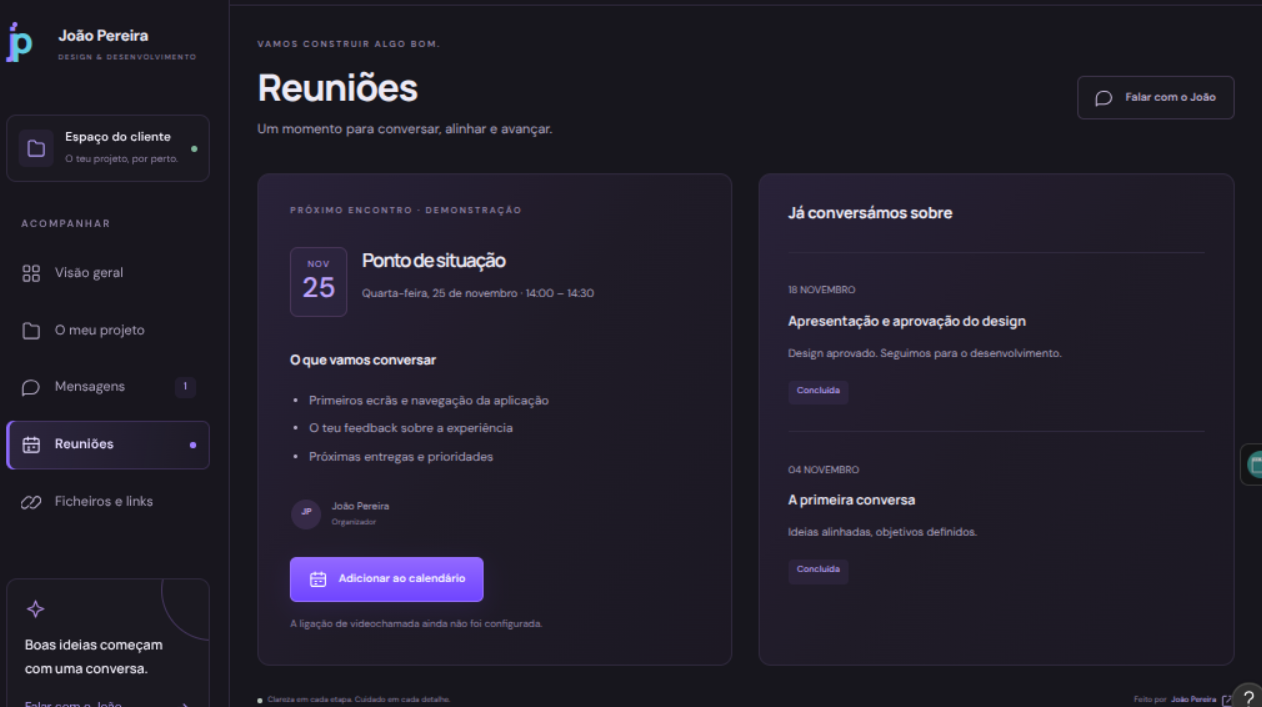 jp
João Pereira
DESIGN & DESENVOLVIMENTO
Espaço do cliente
O teu projeto, por perto.
ACOMPANHAR
Visão geral
O meu projeto
Mensagens
1
Reuniões
Ficheiros e links
Boas ideias começam
com uma conversa.
Falar com o João
VAMOS CONSTRUIR ALGO BOM.
Reuniões
Um momento para conversar, alinhar e avançar.
Falar com o João
PRÓXIMO ENCONTRO · DEMONSTRAÇÃO
NOV
25
Ponto de situação
Quarta-feira, 25 de novembro · 14:00 – 14:30
O que vamos conversar
• Primeiros ecrãs e navegação da aplicação
• O teu feedback sobre a experiência
• Próximas entregas e prioridades
JP
João Pereira
Organizador
Adicionar ao calendário
A ligação de videochamada ainda não foi configurada.
Já conversámos sobre
18 NOVEMBRO
Apresentação e aprovação do design
Design aprovado. Seguimos para o desenvolvimento.
Concluída
04 NOVEMBRO
A primeira conversa
Ideias alinhadas, objetivos definidos.
Concluída
Clareza em cada etapa. Cuidado em cada detalhe.
Feito por João Pereira
?